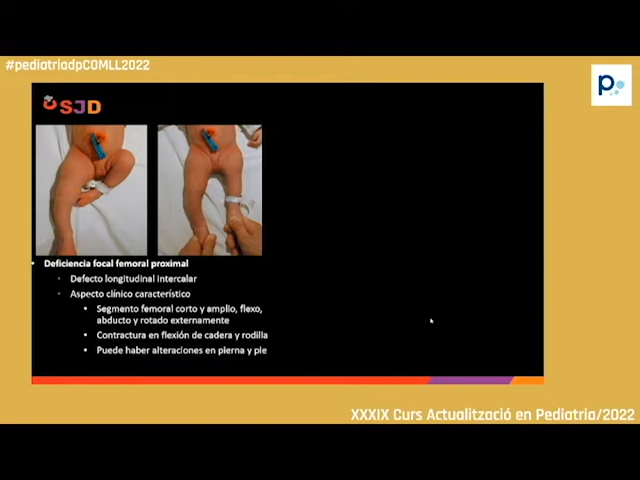 #pediatriadpCOMLL2022
p
SJD
Deficiencia focal femoral proximal
Defecto longitudinal intercalar
Aspecto clínico característico
Segmento femoral corto y amplio, flexo,
abducto y rotado externamente
Contractura en flexión de cadera y rodilla
Puede haber alteraciones en pierna y pie
XXXIX Curs Actualització en Pediatria/2022